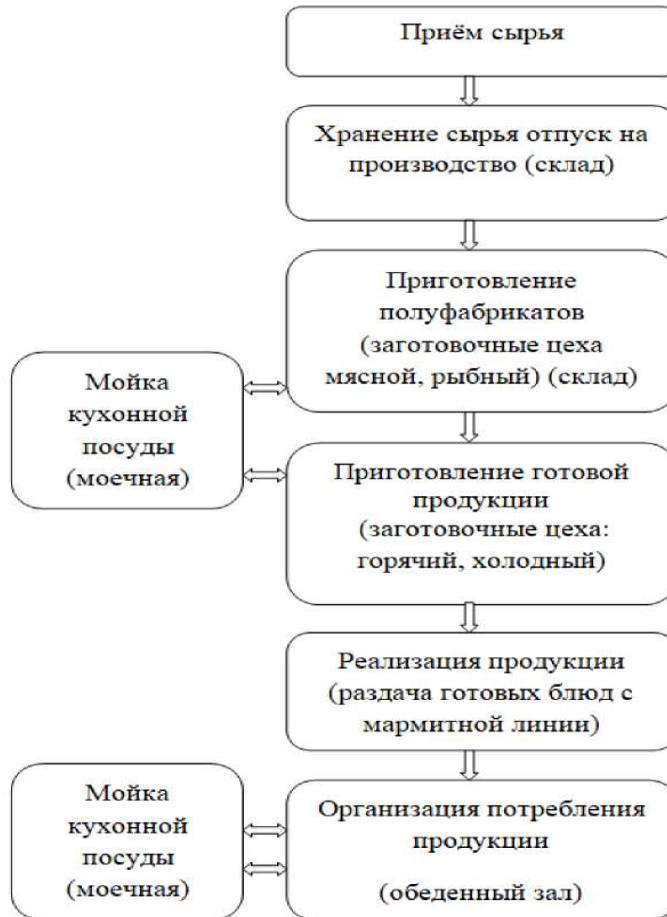 Приём сырья
Хранение сырья отпуск на
производство (склад)
Приготовление
полуфабрикатов
(заготовочные цеха
мясной, рыбный) (склад)
Мойка
кухонной
посуды
(моечная)
Приготовление готовой
продукции
(заготовочные цеха:
горячий, холодный)
Реализация продукции
(раздача готовых блюд с
мармитной линии)
Мойка
кухонной
посуды
(моечная)
Организация потребления
продукции
(обеденный зал)